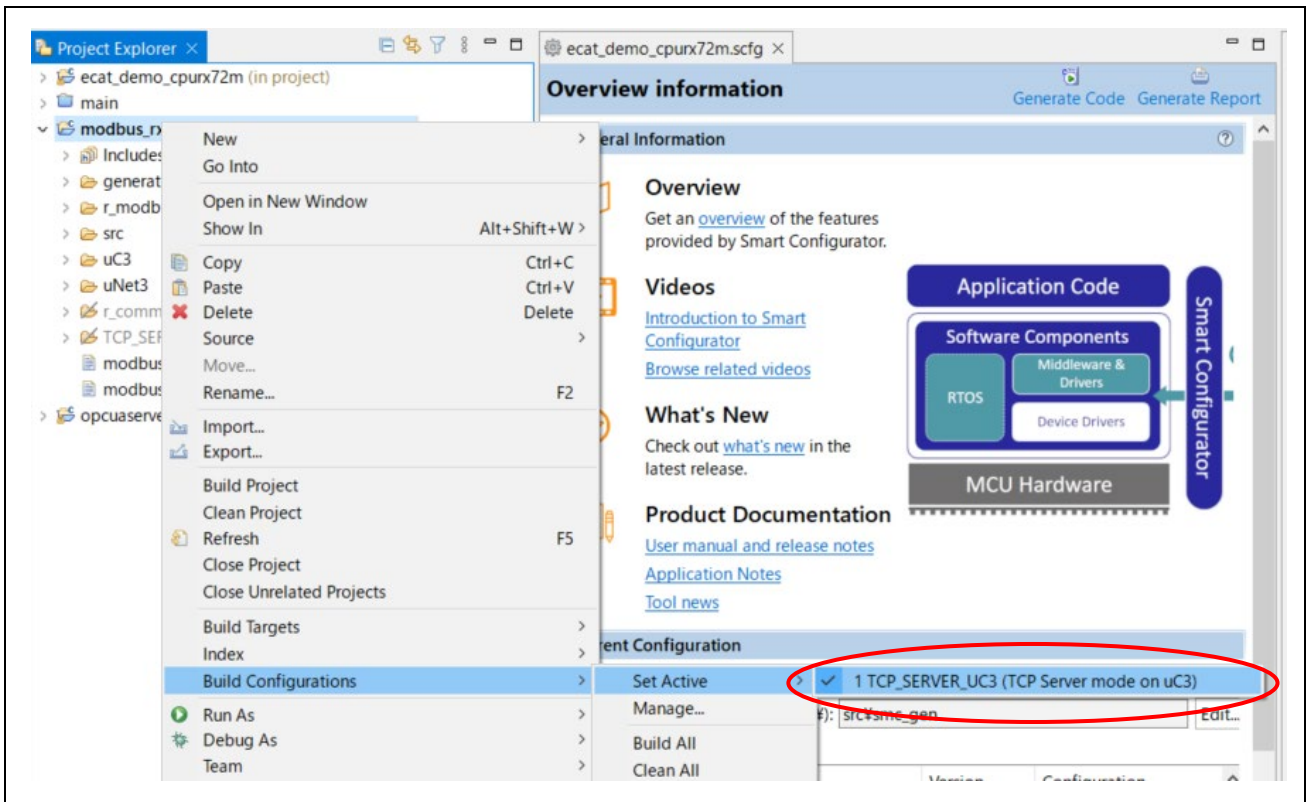 Project Explorer
ecat_demo_cpurx72m (in project)
main
modbus_rx
Includes
generat
r_modb
src
uC3
uNet3
r_comm
TCP_SEF
modbus
modbus
opcuaserve
New
Go Into
Open in New Window
Show In Alt+Shift+W
Copy Ctrl+C
Paste Ctrl+V
Delete Delete
Source
Move...
Rename... F2
Import...
Export...
Build Project
Clean Project
Refresh F5
Close Project
Close Unrelated Projects
Build Targets
Index
Build Configurations
Run As
Debug As
Team
Set Active
Manage...
Build All
Clean All
1 TCP_SERVER_UC3 (TCP Server mode on uC3)
ecat_demo_cpurx72m.scfg
Overview information
Generate Code Generate Report
eral Information
Overview
Get an overview of the features
provided by Smart Configurator.
Videos
Introduction to Smart
Configurator
Browse related videos
What's New
Check out what's new in the
latest release.
Product Documentation
User manual and release notes
Application Notes
Tool news
Application Code
Software Components
RTOS
Middleware &
Drivers
Device Drivers
MCU Hardware
Smart Configurator
rent Configuration
¥): src¥smc_gen Edit...
Version Configuration